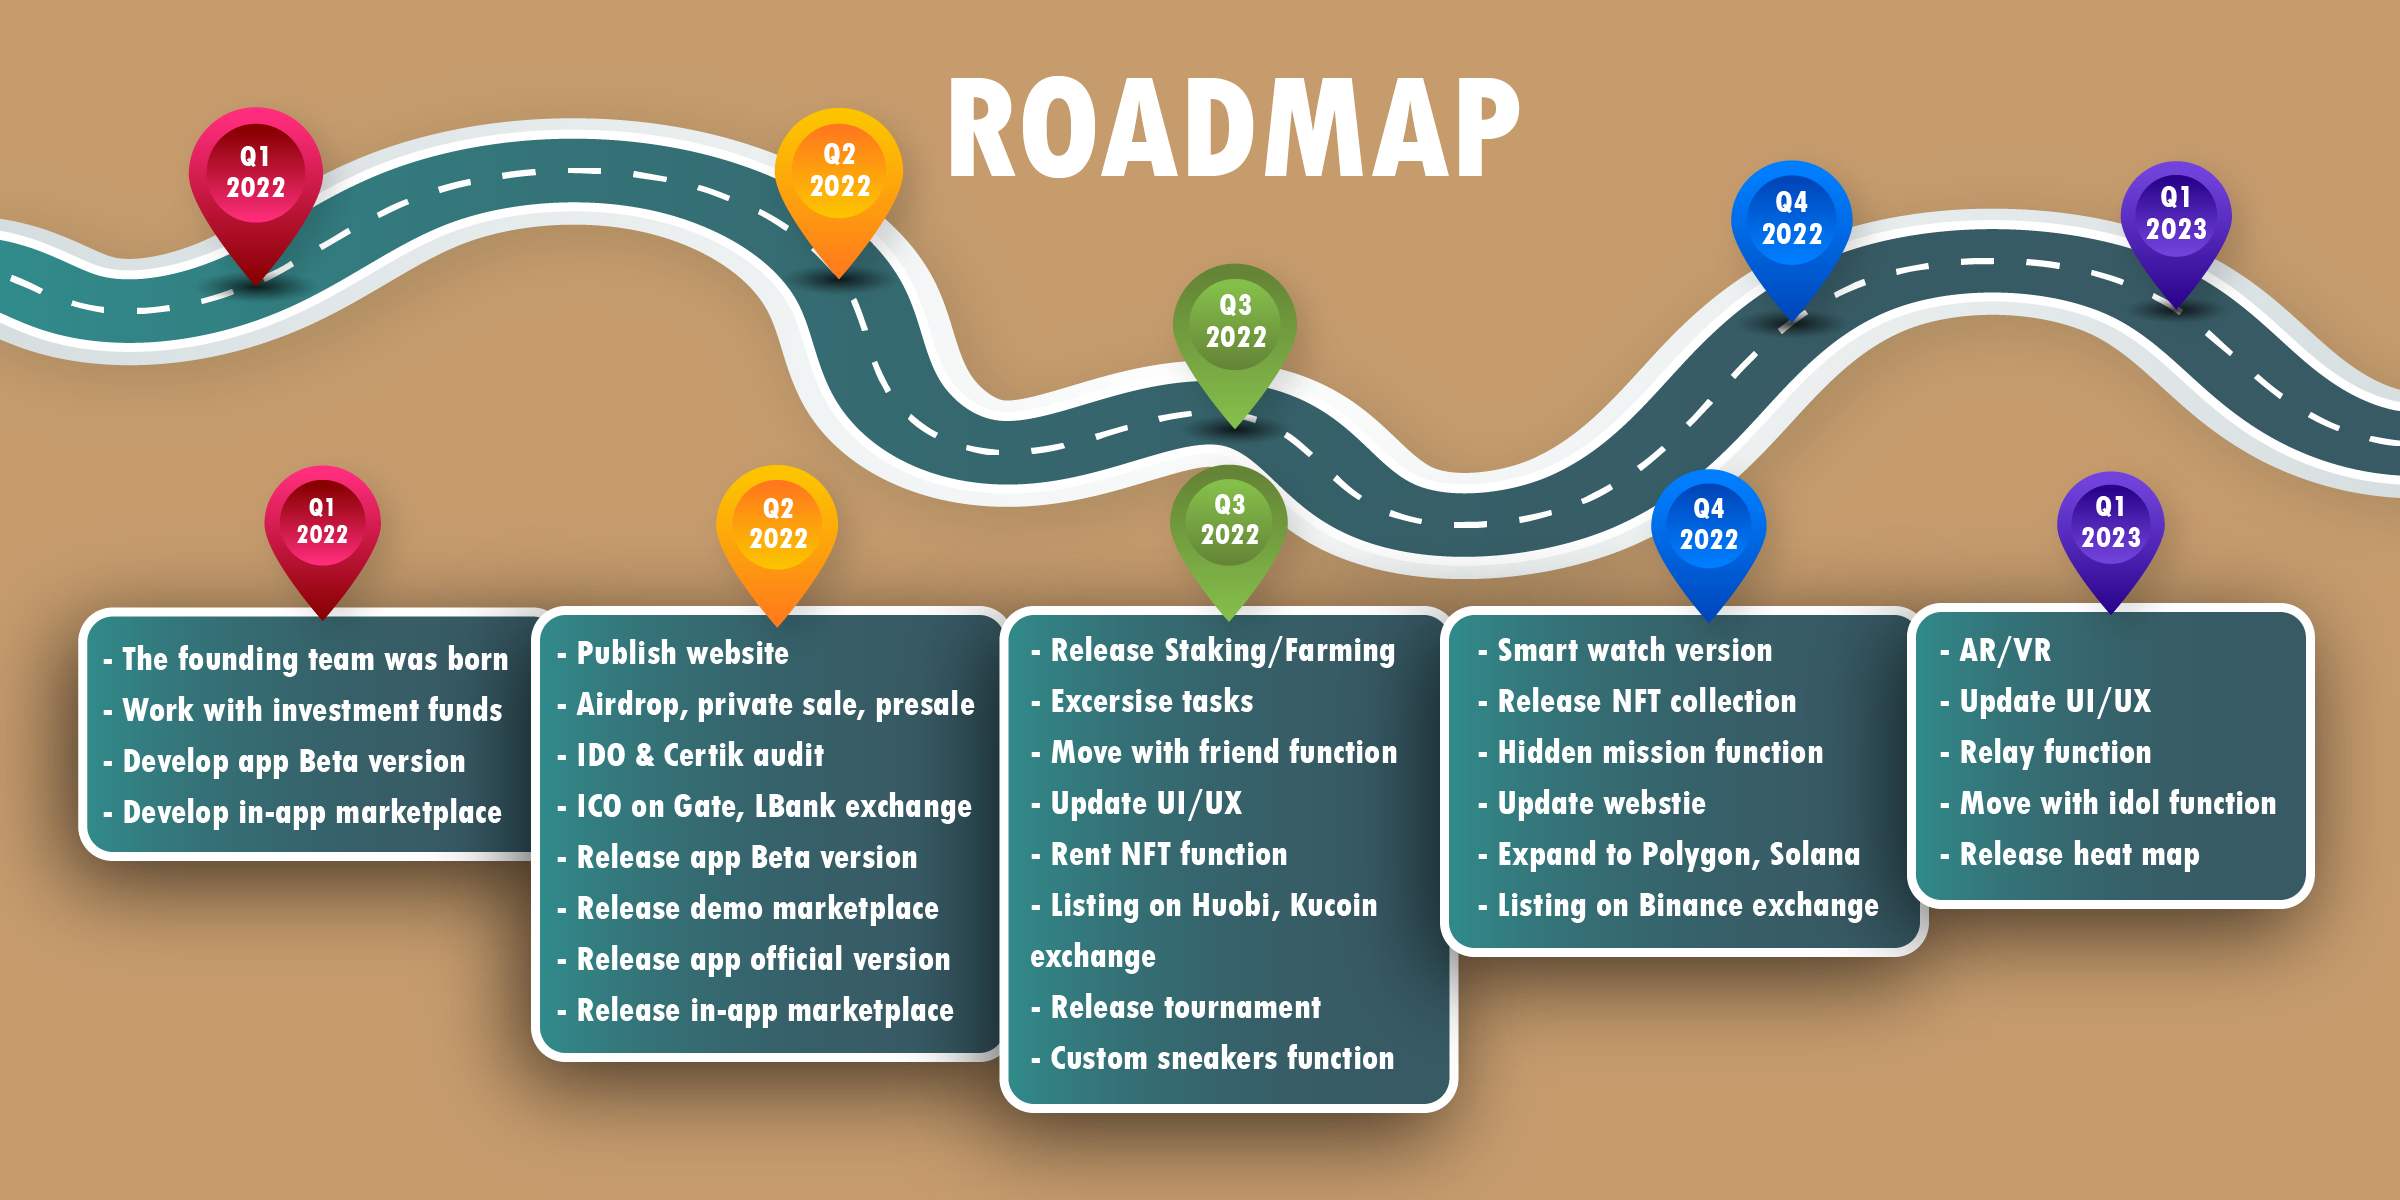 ROADMAP
Q1
2022
Q2
2022
Q3
2022
Q4
2022
Q1
2023
Q1
2022
- The founding team was born
- Work with investment funds
- Develop app Beta version
- Develop in-app marketplace
Q2
2022
- Publish website
- Airdrop, private sale, presale
- IDO & Certik audit
- ICO on Gate, LBank exchange
- Release app Beta version
- Release demo marketplace
- Release app official version
- Release in-app marketplace
Q3
2022
- Release Staking/Farming
- Excersise tasks
- Move with friend function
- Update UI/UX
- Rent NFT function
- Listing on Huobi, Kucoin
exchange
- Release tournament
- Custom sneakers function
Q4
2022
- Smart watch version
- Release NFT collection
- Hidden mission function
- Update webstie
- Expand to Polygon, Solana
- Listing on Binance exchange
Q1
2023
- AR/VR
- Update UI/UX
- Relay function
- Move with idol function
- Release heat map